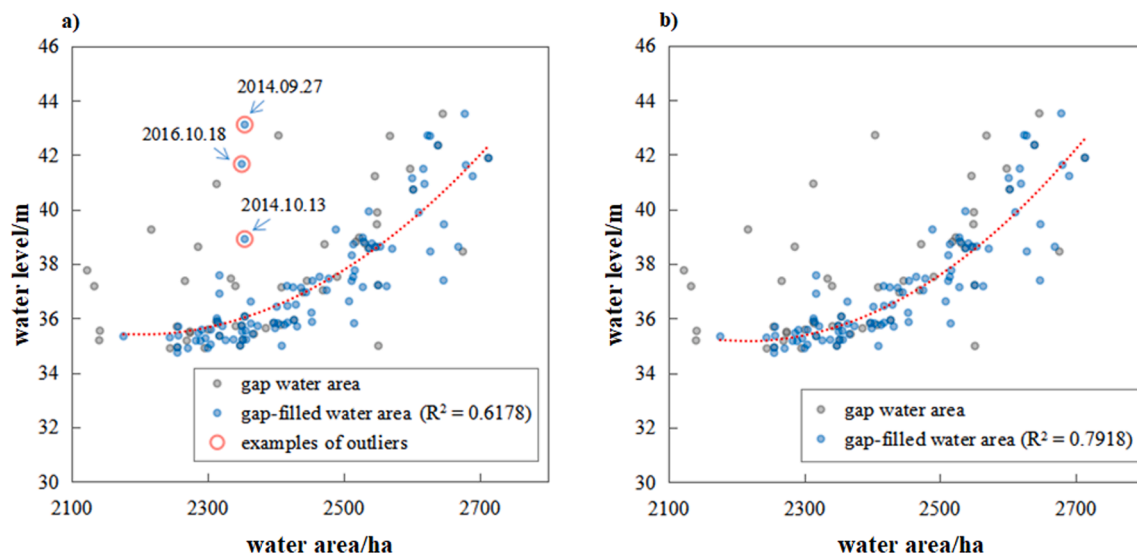 a)
46
44
42
40
38
36
34
32
30
water level/m
2014.09.27
2016.10.18
2014.10.13
gap water area
gap-filled water area (R² = 0.6178)
examples of outliers
2100
2300
2500
2700
water area/ha
b)
46
44
42
40
38
36
34
32
30
water level/m
gap water area
gap-filled water area (R² = 0.7918)
2100
2300
2500
2700
water area/ha